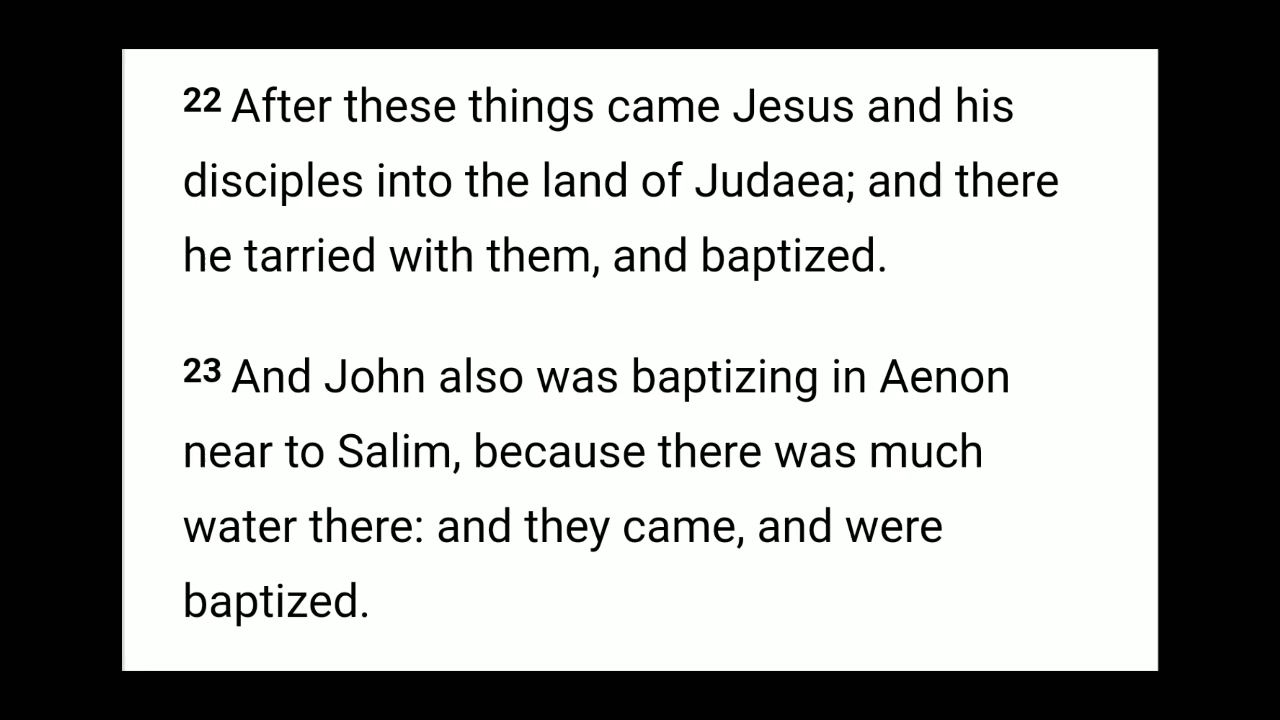 22 After these things came Jesus and his
disciples into the land of Judaea; and there
he tarried with them, and baptized.
23 And John also was baptizing in Aenon
near to Salim, because there was much
water there: and they came, and were
baptized.